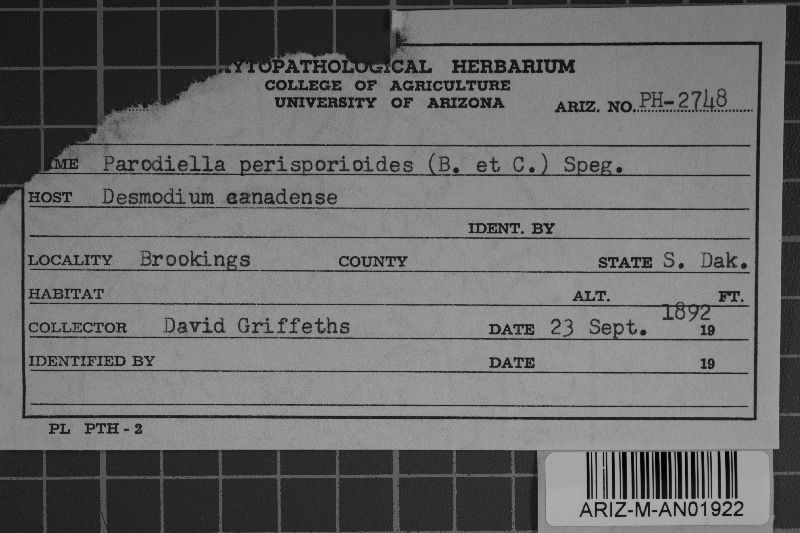 YTOPATHOLOGICAL HERBARIUM
COLLEGE OF AGRICULTURE
UNIVERSITY OF ARIZONA
ARIZ. NO. PH-2748
ME Parodiella perisporioides (B. et C.) Speg.
HOST Desmodium canadense
IDENT. BY
LOCALITY Brookings COUNTY STATE S. Dak.
HABITAT ALT. FT.
COLLECTOR David Griffeths DATE 23 Sept. 1892 19
IDENTIFIED BY DATE 19
PL PTH-2
ARIZ-M-AN01922